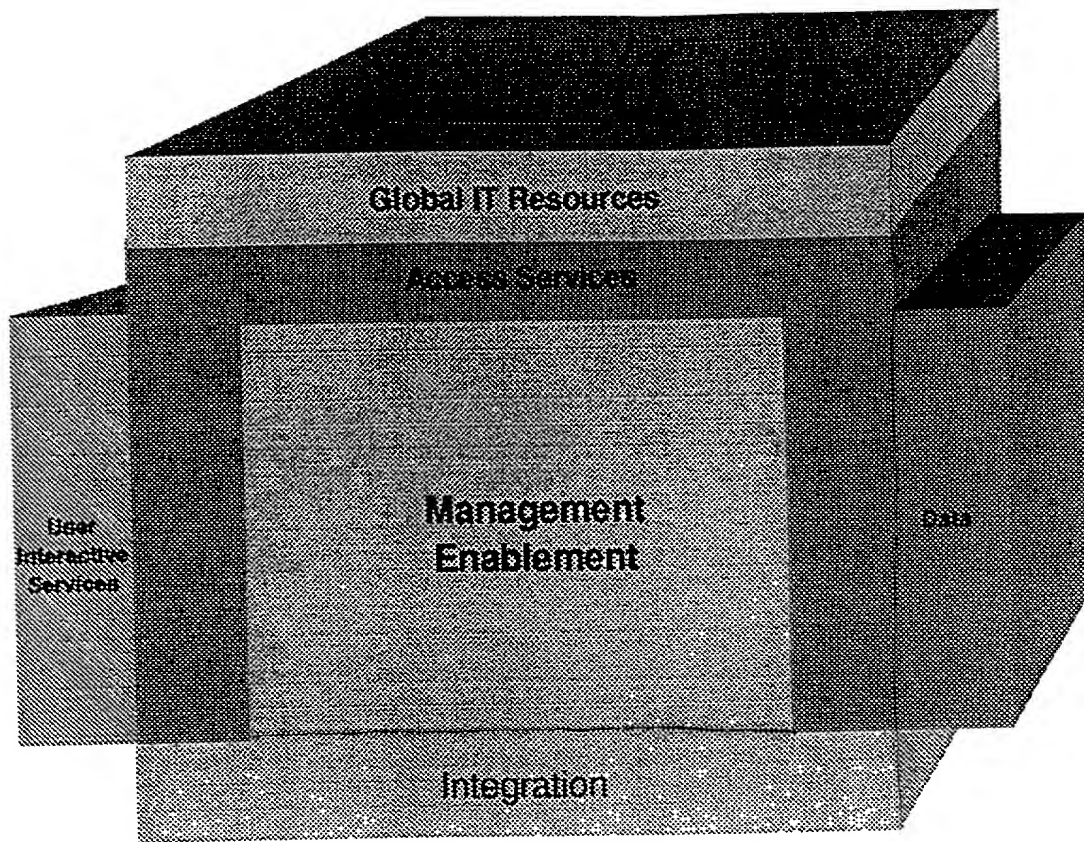 Global IT Resources
Access Services
Management
Enablement
User
Interactive
Services
Data
Integration